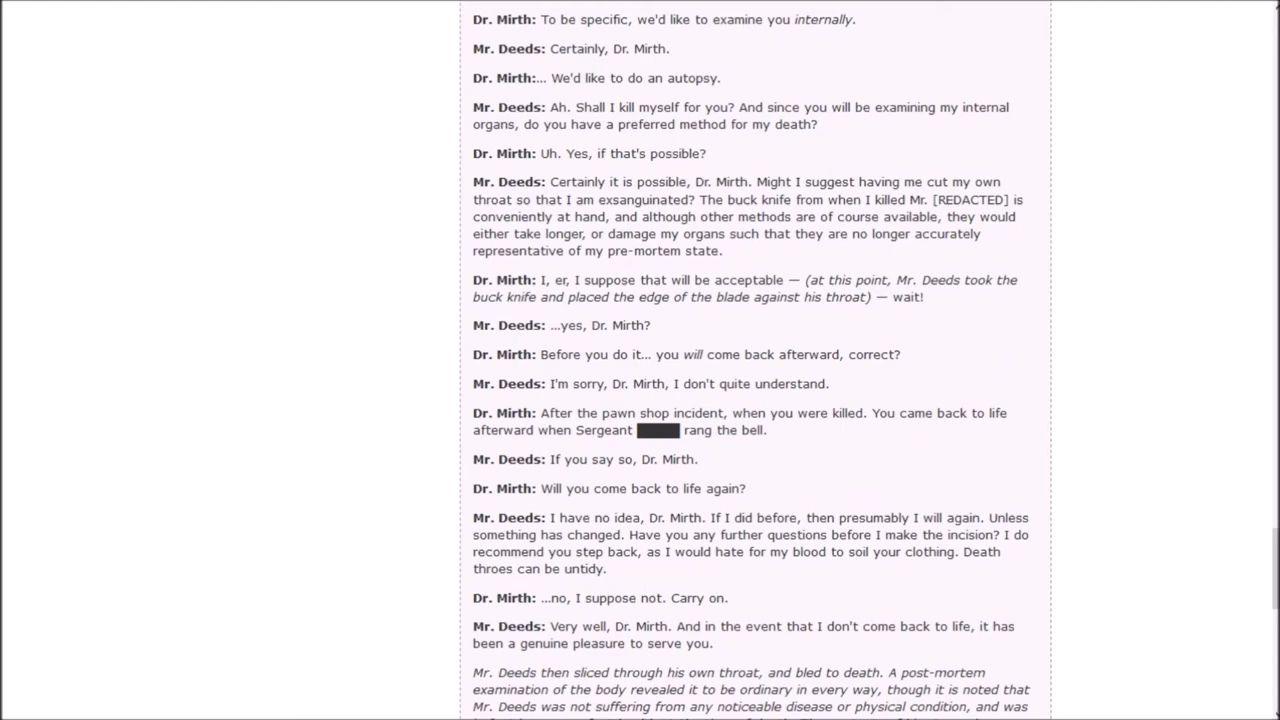 Dr. Mirth: To be specific, we'd like to examine you internally.
Mr. Deeds: Certainly, Dr. Mirth.
Dr. Mirth:... We'd like to do an autopsy.
Mr. Deeds: Ah. Shall I kill myself for you? And since you will be examining my internal
organs, do you have a preferred method for my death?
Dr. Mirth: Uh. Yes, if that's possible?
Mr. Deeds: Certainly it is possible, Dr. Mirth. Might I suggest having me cut my own
throat so that I am exsanguinated? The buck knife from when I killed Mr. [REDACTED] is
conveniently at hand, and although other methods are of course available, they would
either take longer, or damage my organs such that they are no longer accurately
representative of my pre-mortem state.
Dr. Mirth: I, er, I suppose that will be acceptable — (at this point, Mr. Deeds took the
buck knife and placed the edge of the blade against his throat) — wait!
Mr. Deeds: ...yes, Dr. Mirth?
Dr. Mirth: Before you do it... you will come back afterward, correct?
Mr. Deeds: I'm sorry, Dr. Mirth, I don't quite understand.
Dr. Mirth: After the pawn shop incident, when you were killed. You came back to life
afterward when Sergeant █████ rang the bell.
Mr. Deeds: If you say so, Dr. Mirth.
Dr. Mirth: Will you come back to life again?
Mr. Deeds: I have no idea, Dr. Mirth. If I did before, then presumably I will again. Unless
something has changed. Have you any further questions before I make the incision? I do
recommend you step back, as I would hate for my blood to soil your clothing. Death
throes can be untidy.
Dr. Mirth: ...no, I suppose not. Carry on.
Mr. Deeds: Very well, Dr. Mirth. And in the event that I don't come back to life, it has
been a genuine pleasure to serve you.
Mr. Deeds then sliced through his own throat, and bled to death. A post-mortem
examination of the body revealed it to be ordinary in every way, though it is noted that
Mr. Deeds was not suffering from any noticeable disease or physical condition, and was